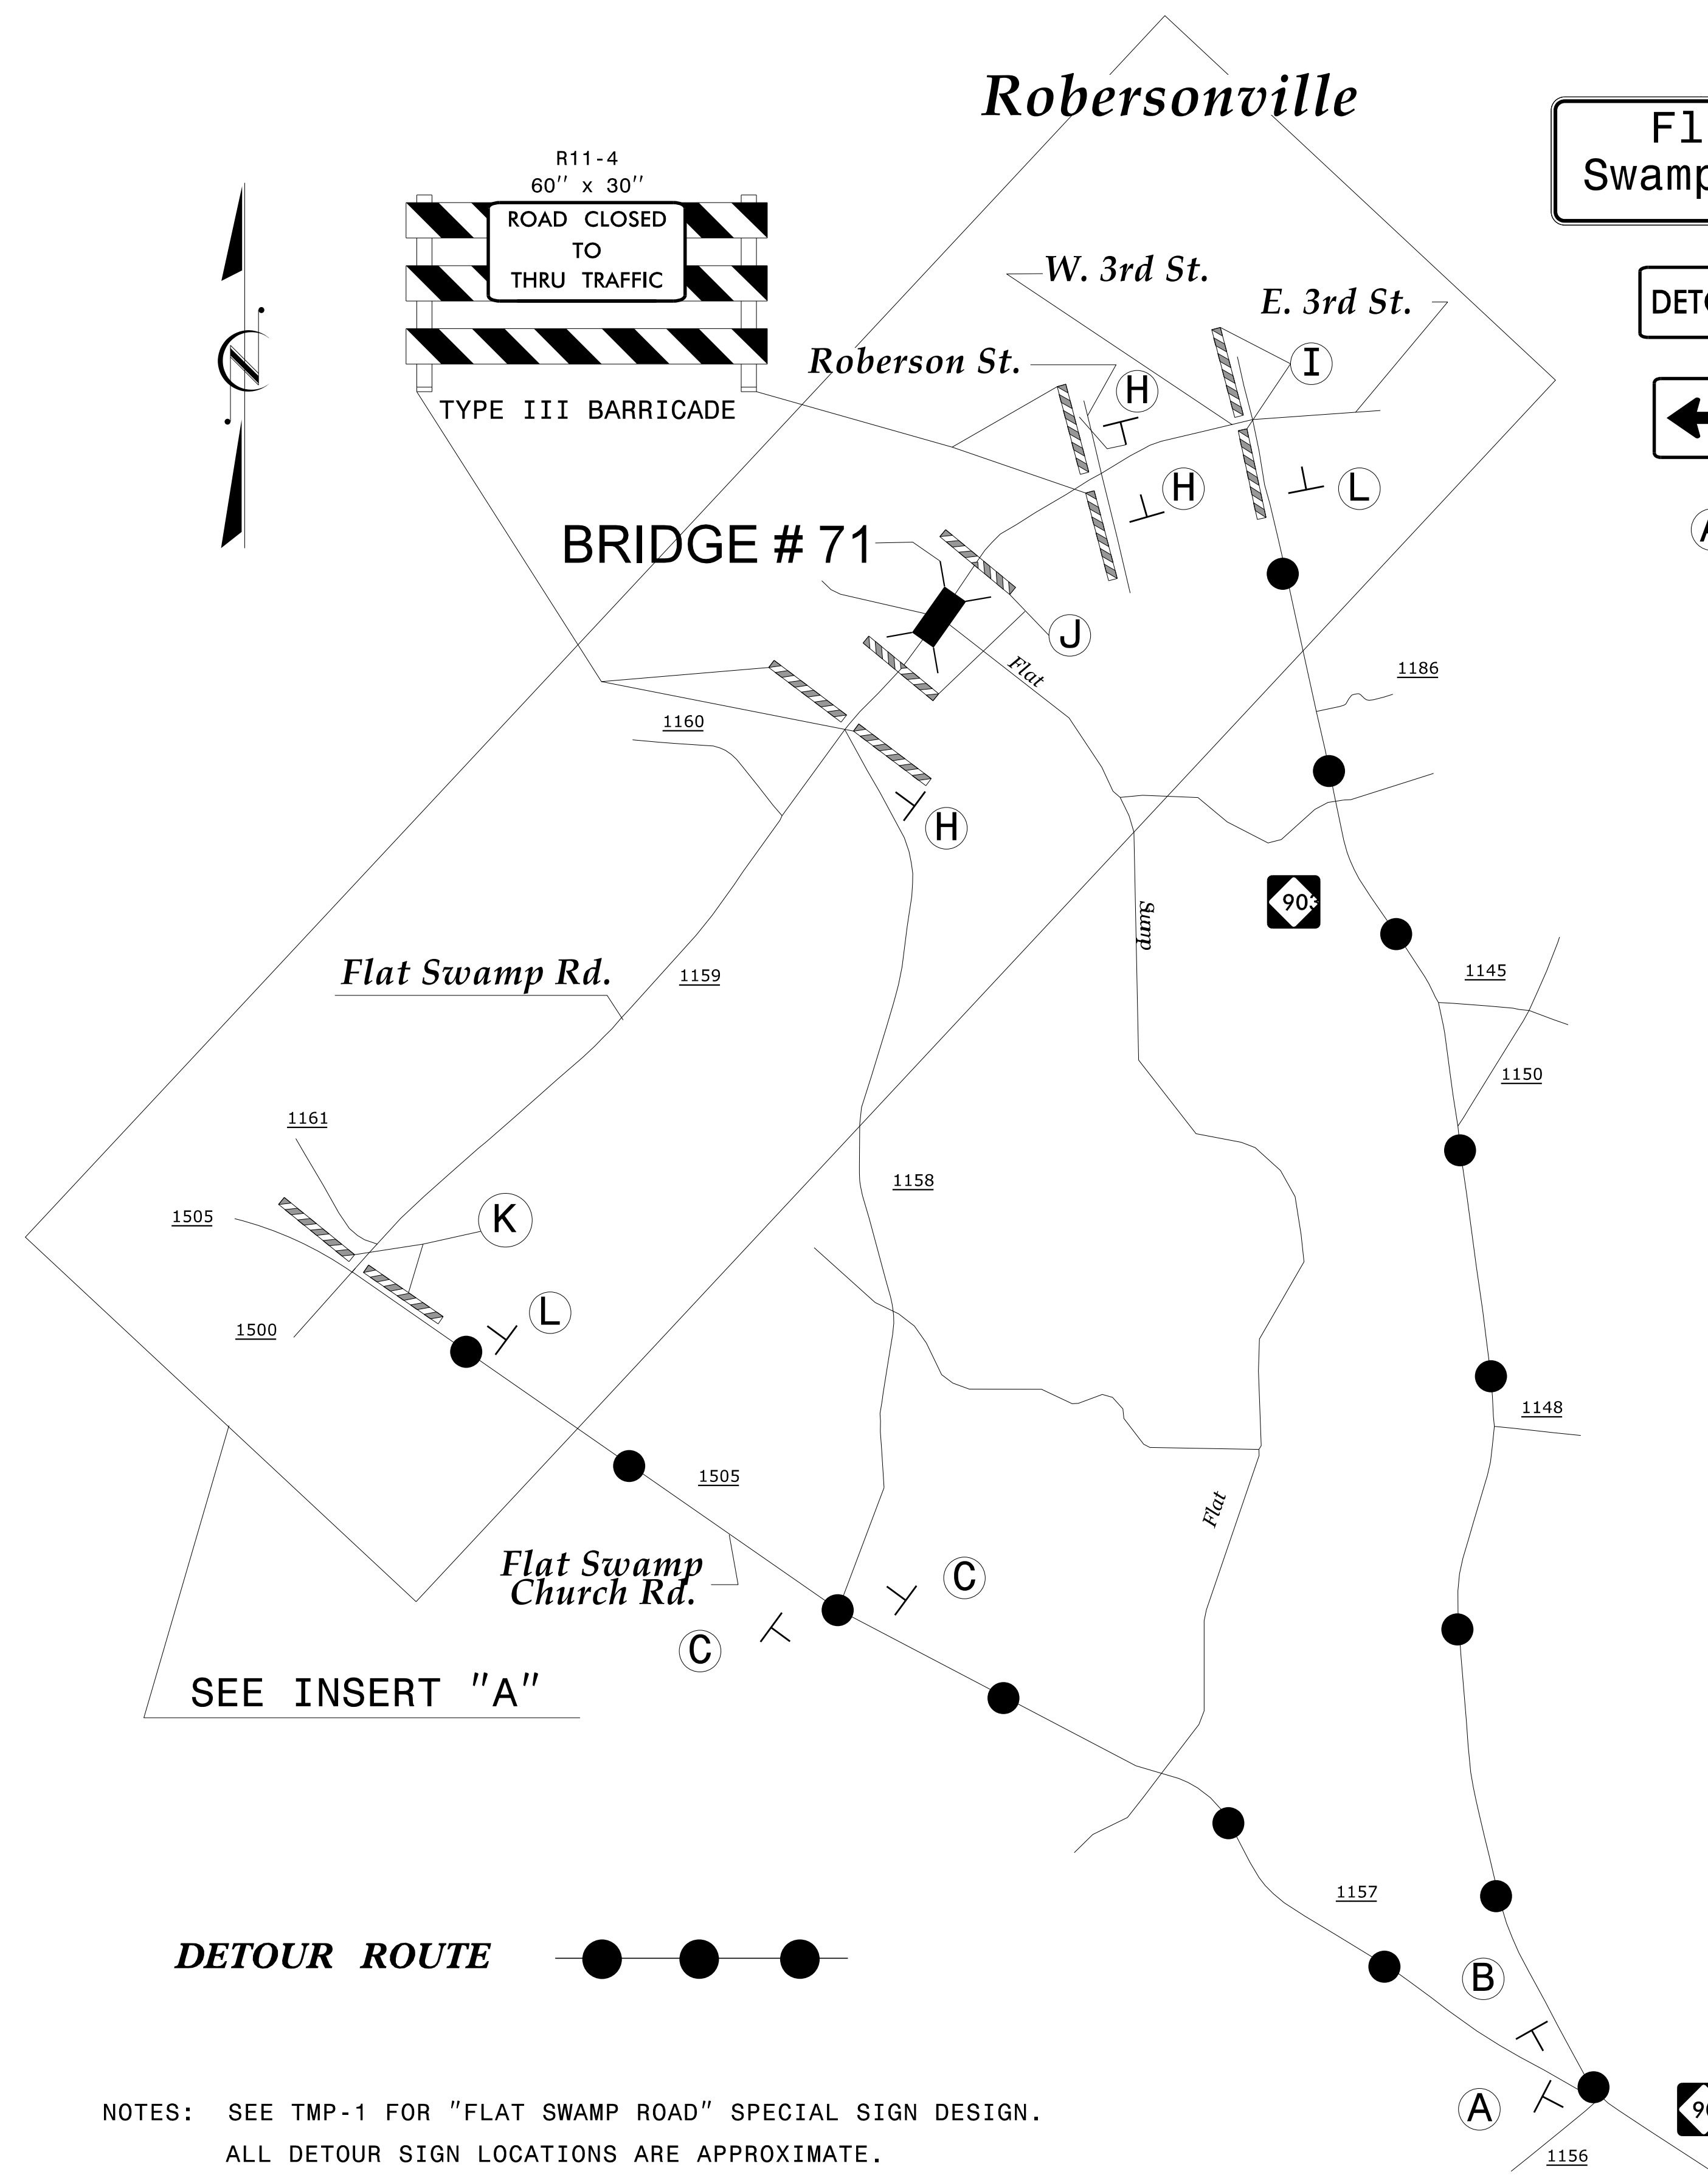 Robersonville
R11-4
60" x 30"
ROAD CLOSED
TO
THRU TRAFFIC
TYPE III BARRICADE
Swamp
W. 3rd St.
E. 3rd St.
Roberson St.
I
H
H
L
BRIDGE # 71
J
Flat
1186
1160
H
Swmp
Flat Swamp Rd.
1159
1145
1150
1161
1158
1505
K
L
1500
1148
1505
Flat
Flat Swamp
Church Rd.
C
C
SEE INSERT "A"
1157
DETOUR ROUTE
B
A
NOTES: SEE TMP-1 FOR "FLAT SWAMP ROAD" SPECIAL SIGN DESIGN.
ALL DETOUR SIGN LOCATIONS ARE APPROXIMATE.
1156